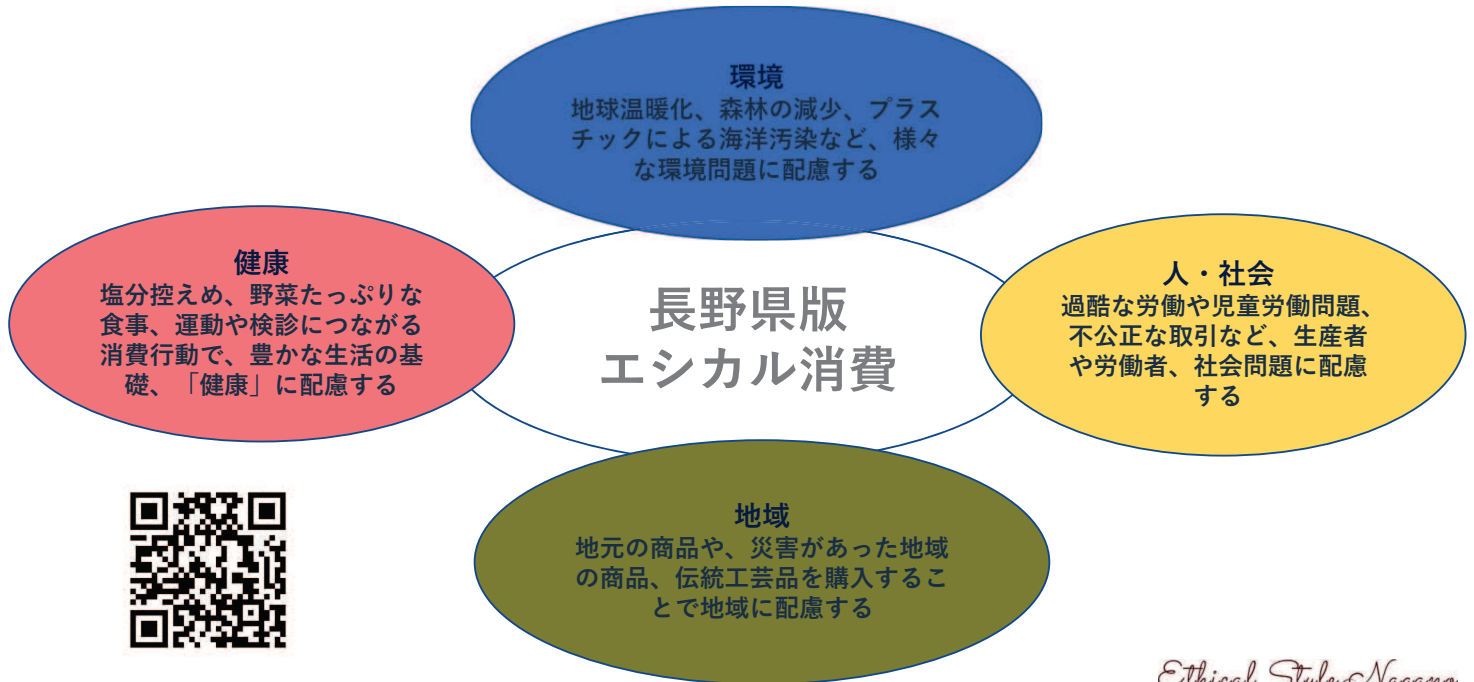 環境
地球温暖化、森林の減少、プラス
チックによる海洋汚染など、様々
な環境問題に配慮する
健康
塩分控えめ、野菜たっぷりな
食事、運動や検診につながる
消費行動で、豊かな生活の基
礎、「健康」に配慮する
長野県版
エシカル消費
人・社会
過酷な労働や児童労働問題、
不公正な取引など、生産者
や労働者、社会問題に配慮
する
地域
地元の商品や、災害があった地域
の商品、伝統工芸品を購入するこ
とで地域に配慮する
Ethical Style Nagano